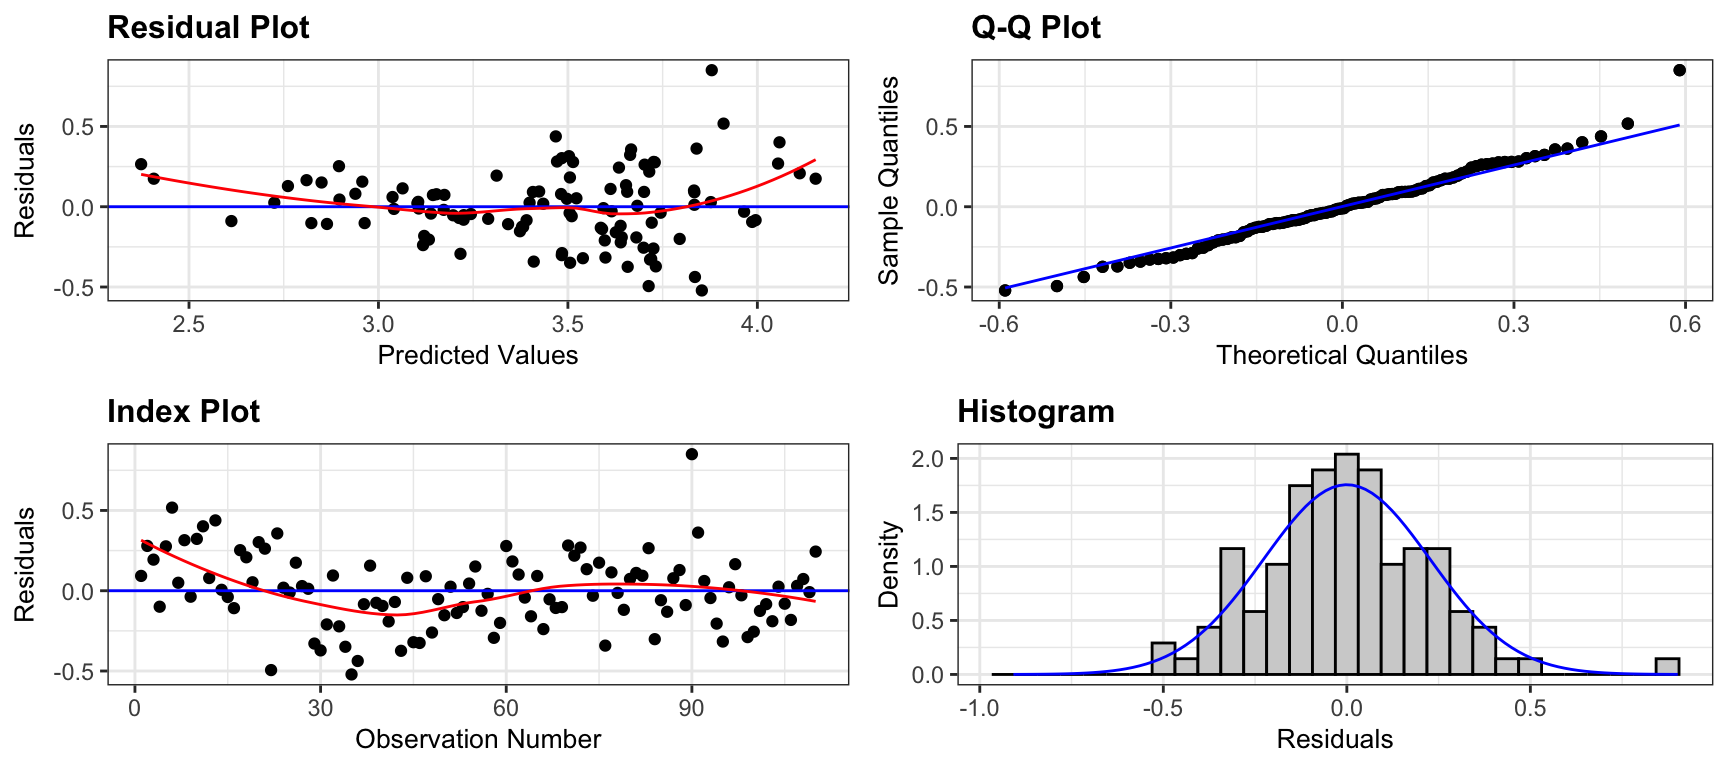 Residual Plot
Residuals
0.5
0.0
-0.5
2.5 3.0 3.5 4.0
Predicted Values
Q-Q Plot
Sample Quantiles
0.5
0.0
-0.5
-0.6 -0.3 0.0 0.3 0.6
Theoretical Quantiles
Index Plot
Residuals
0.5
0.0
-0.5
0 30 60 90
Observation Number
Histogram
Density
2.0
1.5
1.0
0.5
0.0
-1.0 -0.5 0.0 0.5
Residuals